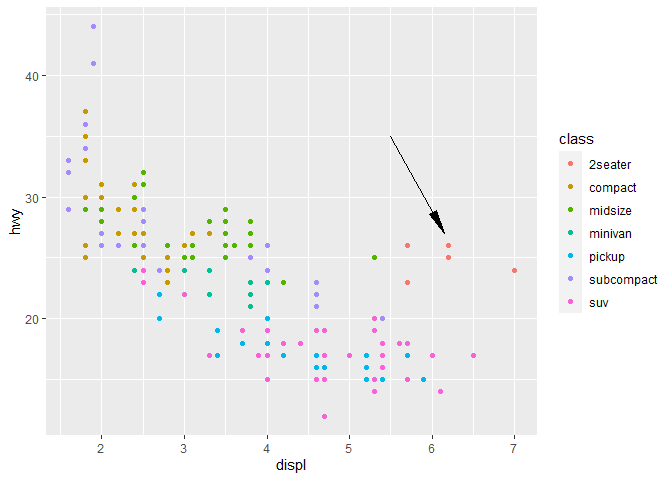 hwy
40
30
20
2 3 4 5 6 7
displ
class
2seater
compact
midsize
minivan
pickup
subcompact
suv